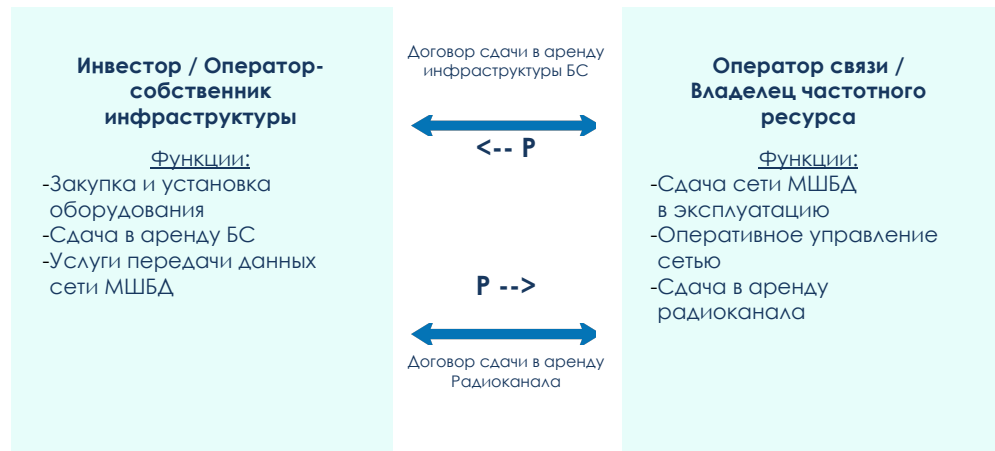 Инвестор / Оператор-
собственник
инфраструктуры
Функции:
-Закупка и установка
оборудования
-Сдача в аренду БС
-Услуги передачи данных
сети МШБД
Договор сдачи в аренду
инфраструктуры БС
<-- Р
Р -->
Договор сдачи в аренду
Радиоканала
Оператор связи /
Владелец частотного
ресурса
Функции:
-Сдача сети МШБД
в эксплуатацию
-Оперативное управление
сетью
-Сдача в аренду
радиоканала